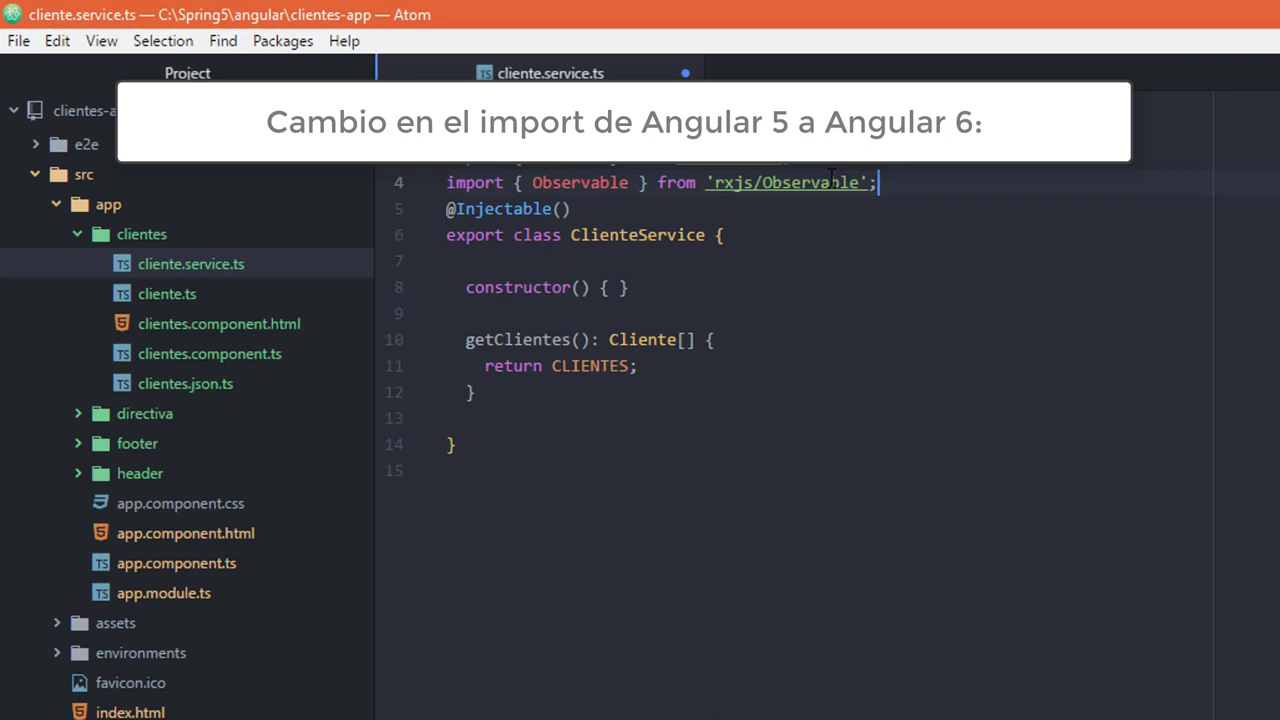 cliente.service.ts — C:\Spring5\angular\clientes-app — Atom
File Edit View Selection Find Packages Help
Project
cliente.service.ts
Cambio en el import de Angular 5 a Angular 6:
clientes-a
e2e
src
app
clientes
cliente.service.ts
cliente.ts
clientes.component.html
clientes.component.ts
clientes.json.ts
directiva
footer
header
app.component.css
app.component.html
app.component.ts
app.module.ts
assets
environments
favicon.ico
index.html
4 import { Observable } from 'rxjs/Observable';
5 @Injectable()
6 export class ClienteService {
7
8 constructor() { }
9
10 getClientes(): Cliente[] {
11 return CLIENTES;
12 }
13
14 }
15